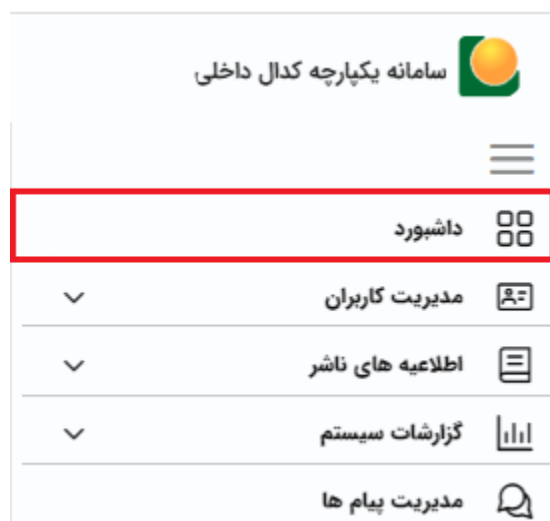 سامانه یکپارچه کدال داخلی
داشبورد
مدیریت کاربران
اطلاعیه های ناشر
گزارشات سیستم
مدیریت پیام ها